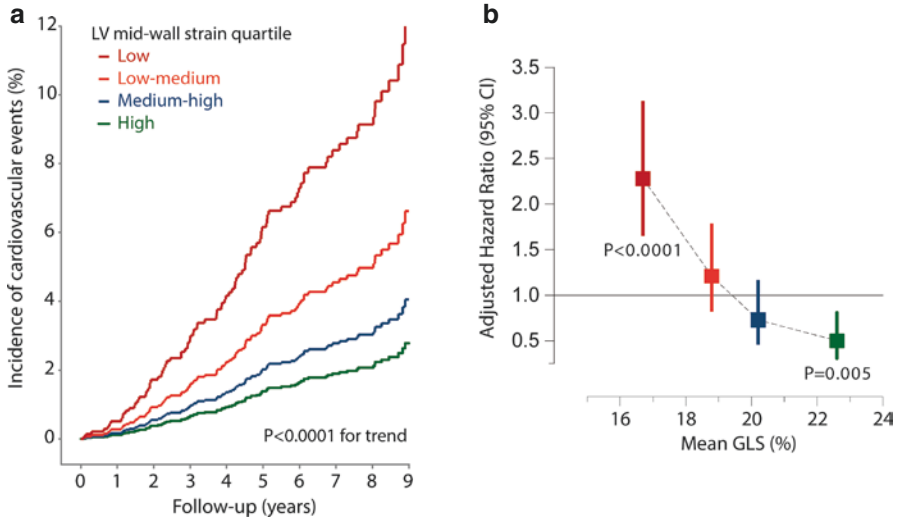 a
LV mid-wall strain quartile
Low
Low-medium
Medium-high
High
12
10
8
6
4
2
0
Incidence of cardiovascular events (%)
P<0.0001 for trend
0 1 2 3 4 5 6 7 8 9
Follow-up (years)
b
3.5
3.0
2.5
2.0
1.5
1.0
0.5
Adjusted Hazard Ratio (95% CI)
P<0.0001
P=0.005
16 18 20 22 24
Mean GLS (%)